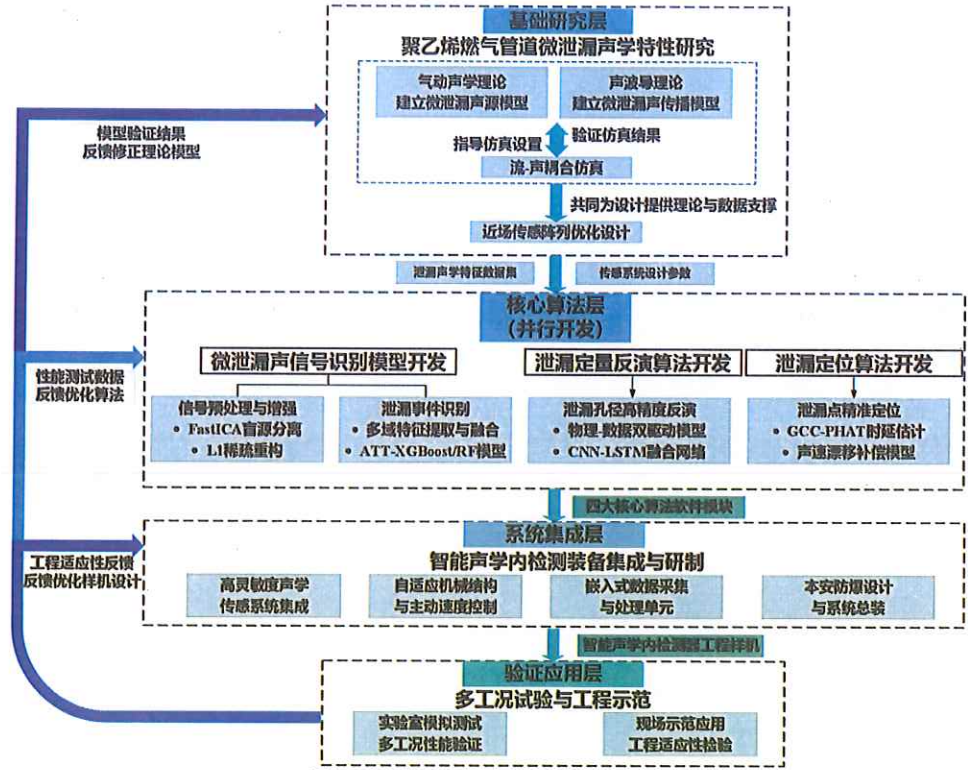 基础研究层
聚乙烯燃气管道微泄漏声学特性研究
气动声学理论
建立微泄漏声源模型
声波导理论
建立微泄漏声传播模型
指导仿真设置
验证仿真结果
流-声耦合仿真
共同为设计提供理论与数据支撑
近场传感阵列优化设计
模型验证结果
反馈修正理论模型
泄漏声学特征数据集
传感系统设计参数
核心算法层
（并行开发）
微泄漏声信号识别模型开发
泄漏定量反演算法开发
泄漏定位算法开发
性能测试数据
反馈优化算法
信号预处理与增强
• FastICA盲源分离
• L1稀疏重构
泄漏事件识别
• 多域特征提取与融合
• ATT-XGBoost/RF模型
泄漏孔径高精度反演
• 物理-数据双驱动模型
• CNN-LSTM融合网络
泄漏点精准定位
• GCC-PHAT时延估计
• 声速漂移补偿模型
四大核心算法软件模块
系统集成层
智能声学内检测装备集成与研制
工程适应性反馈
反馈优化样机设计
高灵敏度声学
传感系统集成
自适应机械结构
与主动速度控制
嵌入式数据采集
与处理单元
本安防爆设计
与系统总装
智能声学内检测器工程样机
验证应用层
多工况试验与工程示范
实验室模拟测试
多工况性能验证
现场示范应用
工程适应性检验